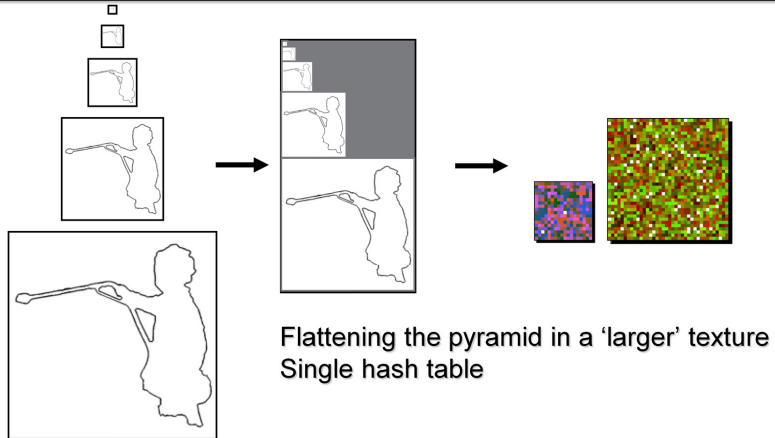 Flattening the pyramid in a ‘larger’ texture
Single hash table